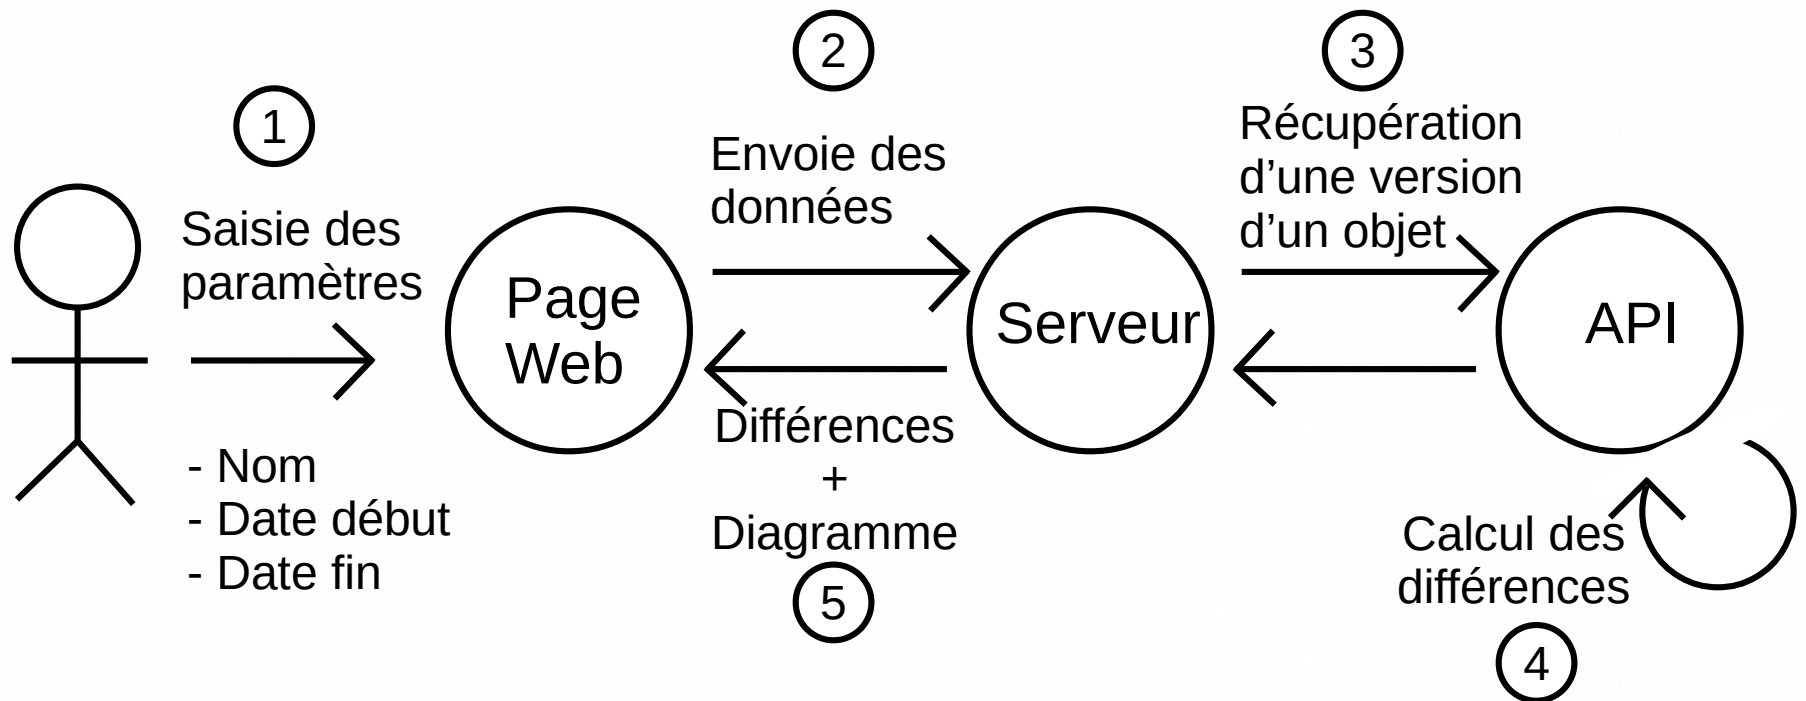 1
Saisie des
paramètres
- Nom
- Date début
- Date fin
Page
Web
2
Envoie des
données
Différences
+
Diagramme
5
Serveur
3
Récupération
d’une version
d’un objet
API
Calcul des
différences
4